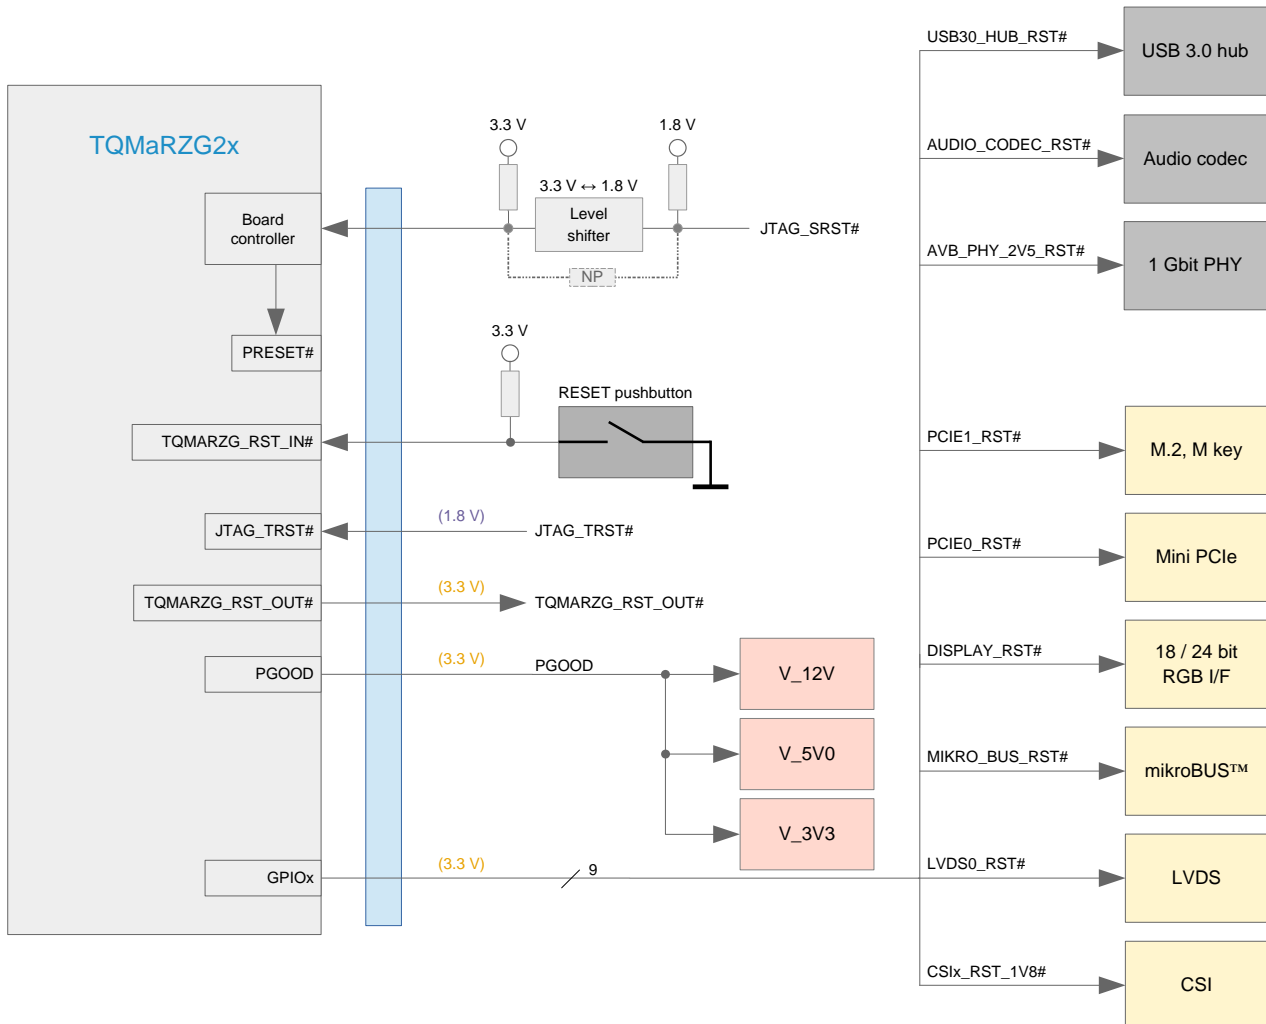 TQMaRZG2x
Board
controller
PRESET#
TQMARZG_RST_IN#
JTAG_TRST#
TQMARZG_RST_OUT#
PGOOD
GPIOx
3.3 V
1.8 V
3.3 V ↔ 1.8 V
Level
shifter
JTAG_SRST#
NP
3.3 V
RESET pushbutton
(1.8 V)
JTAG_TRST#
(3.3 V)
TQMARZG_RST_OUT#
(3.3 V)
PGOOD
V_12V
V_5V0
V_3V3
(3.3 V)
9
USB30_HUB_RST#
USB 3.0 hub
AUDIO_CODEC_RST#
Audio codec
AVB_PHY_2V5_RST#
1 Gbit PHY
PCIE1_RST#
M.2, M key
PCIE0_RST#
Mini PCIe
DISPLAY_RST#
18 / 24 bit
RGB I/F
MIKRO_BUS_RST#
mikroBUS™
LVDS0_RST#
LVDS
CSIx_RST_1V8#
CSI